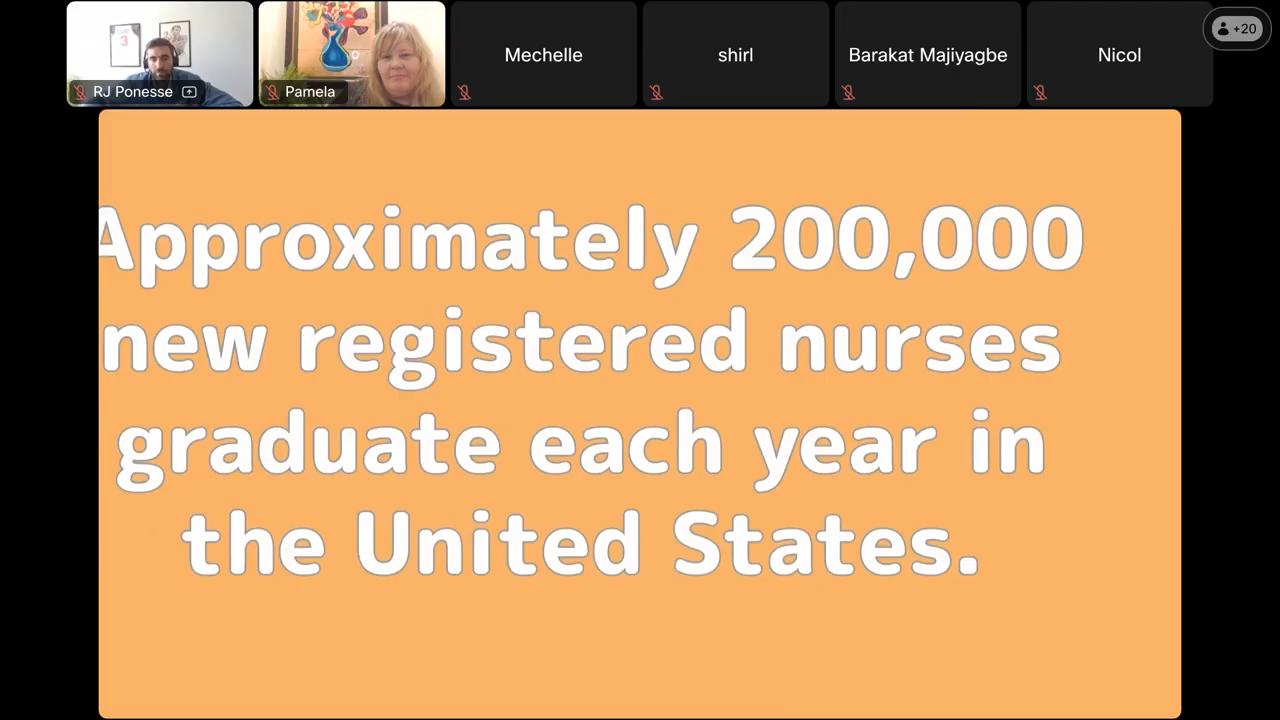 RJ Ponesse
Pamela
Mechelle
shirl
Barakat Majiyagbe
Nicol
+20
Approximately 200,000
new registered nurses
graduate each year in
the United States.